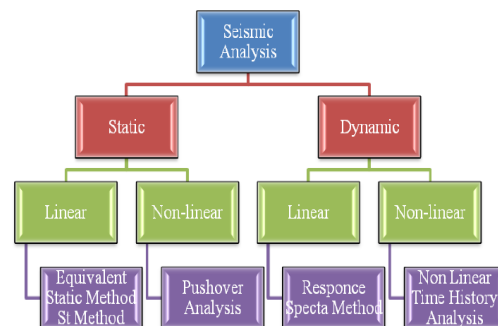 Seismic
Analysis
Static
Dynamic
Linear
Non-linear
Linear
Non-linear
Equivalent
Static Method
St Method
Pushover
Analysis
Responce
Specta Method
Non Linear
Time History
Analysis